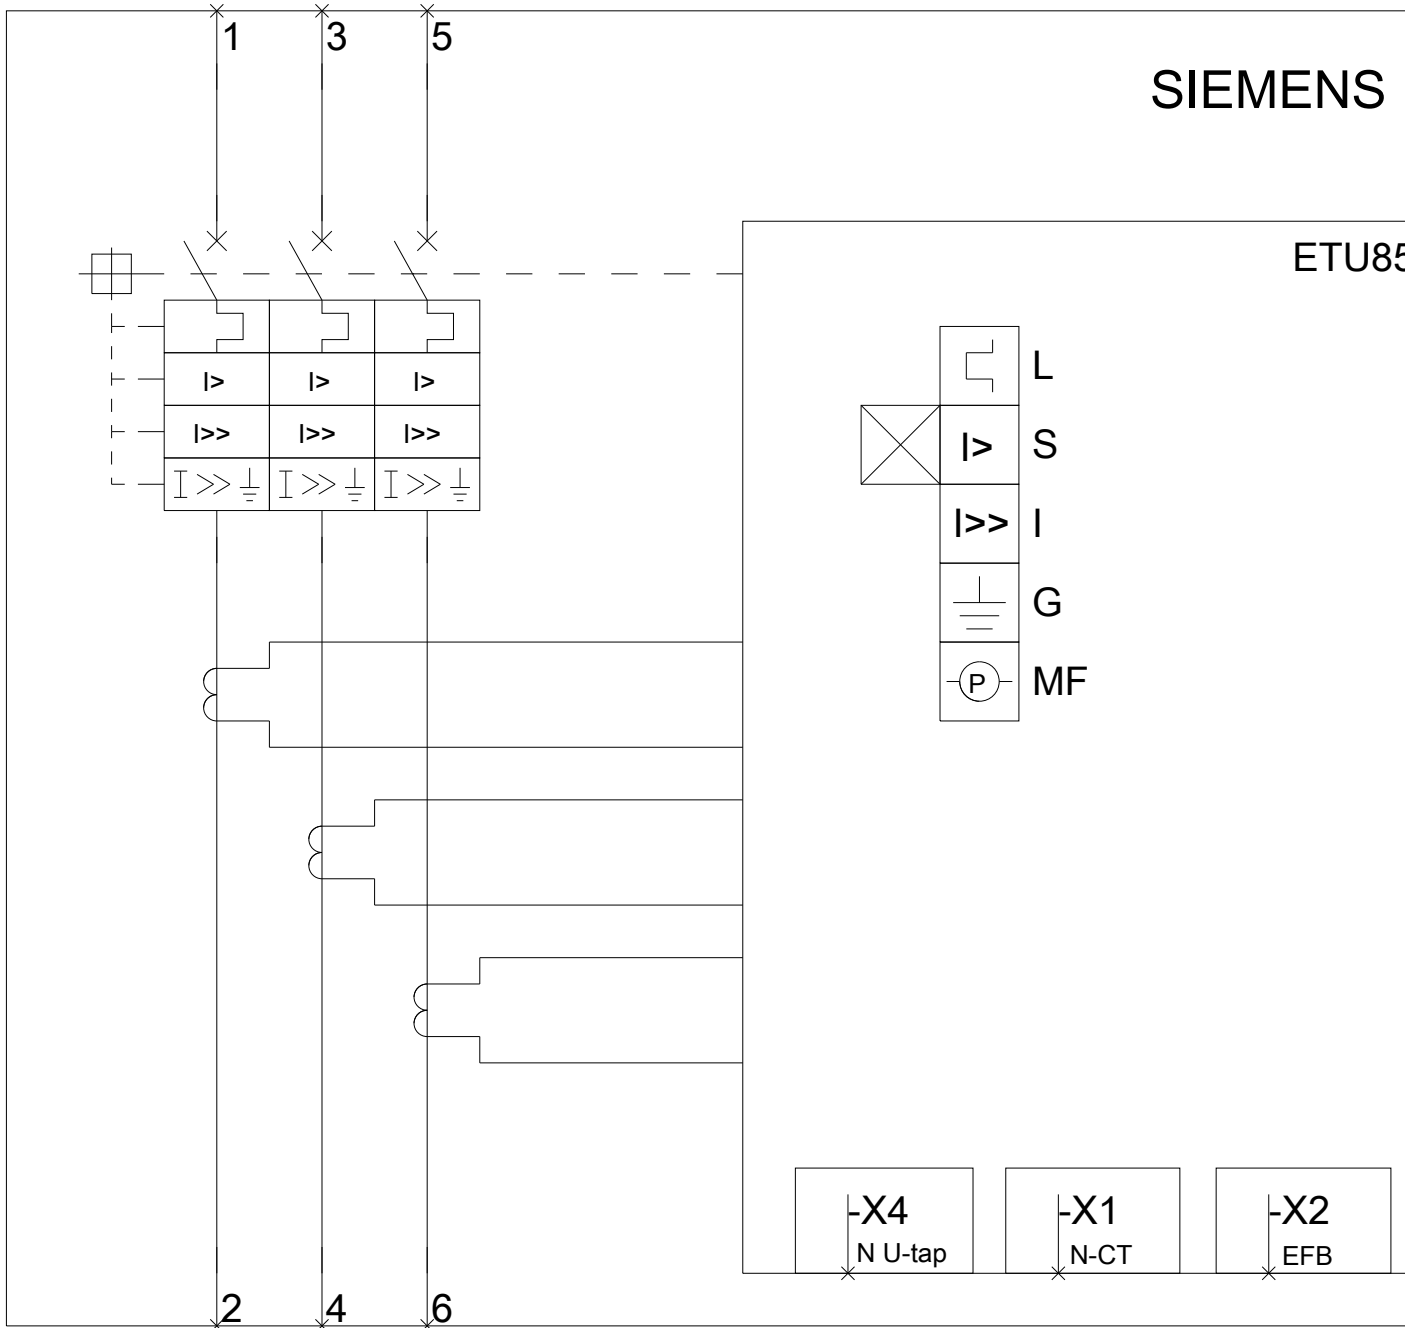 1 3 5
SIEMENS
ETU85
I> I> I>
I>> I>> I>>
I>> I>> I>>
L
I> S
I>> I
G
P MF
-X4 -X1 -X2
N U-tap N-CT EFB
2 4 6